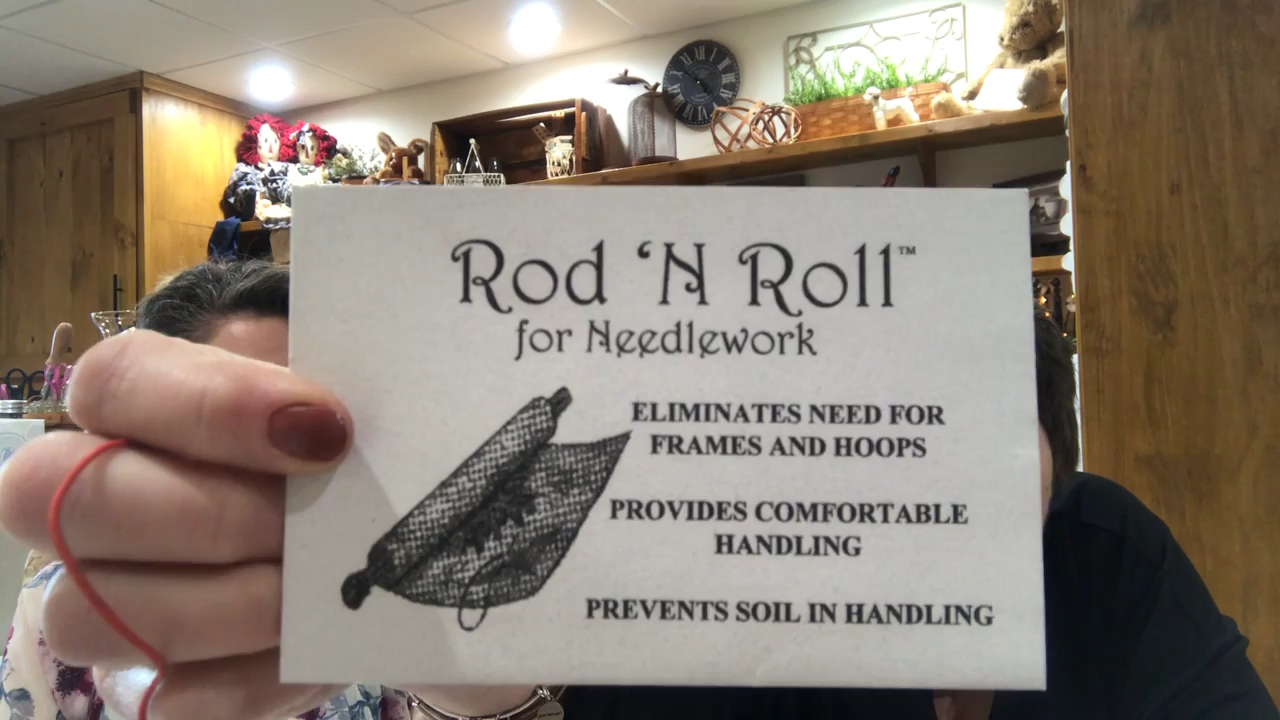 Rod 'N Roll™
for Needlework
ELIMINATES NEED FOR
FRAMES AND HOOPS
PROVIDES COMFORTABLE
HANDLING
PREVENTS SOIL IN HANDLING